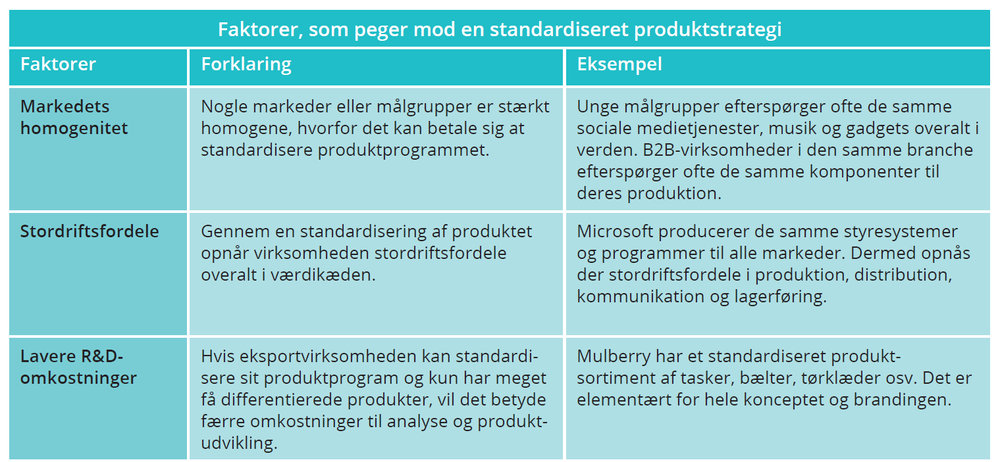 Faktorer, som peger mod en standardiseret produktstrategi
Faktorer
Forklaring
Eksempel
Markedets
homogenitet
Nogle markeder eller målgrupper er stærkt
homogene, hvorfor det kan betale sig at
standardisere produktprogrammet.
Unge målgrupper efterspørger ofte de samme
sociale medietjenester, musik og gadgets overalt i
verden. B2B-virksomheder i den samme branche
efterspørger ofte de samme komponenter til
deres produktion.
Stordriftsfordele
Gennem en standardisering af produktet
opnår virksomheden stordriftsfordele
overalt i værdikæden.
Microsoft producerer de samme styresystemer
og programmer til alle markeder. Dermed opnås
der stordriftsfordele i produktion, distribution,
kommunikation og lagerføring.
Lavere R&D-
omkostninger
Hvis eksportvirksomheden kan standardi-
sere sit produktprogram og kun har meget
få differentierede produkter, vil det betyde
færre omkostninger til analyse og produkt-
udvikling.
Mulberry har et standardiseret produkt-
sortiment af tasker, bælter, tørklæder osv. Det er
elementært for hele konceptet og brandingen.